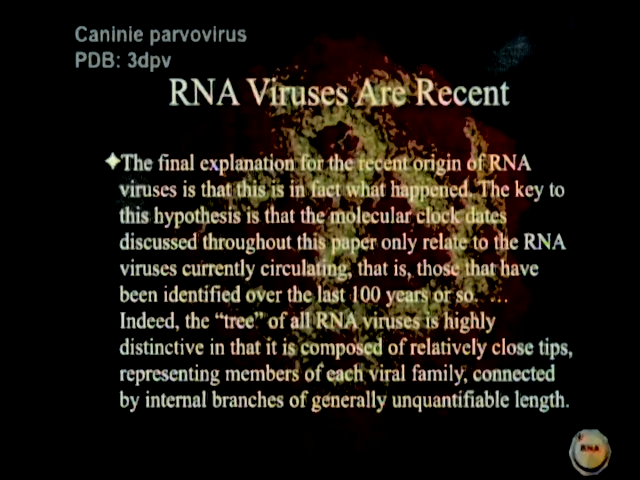 Caninie parvovirus
PDB: 3dpv
RNA Viruses Are Recent
The final explanation for the recent origin of RNA
viruses is that this is in fact what happened. The key to
this hypothesis is that the molecular clock dates
discussed throughout this paper only relate to the RNA
viruses currently circulating, that is, those that have
been identified over the last 100 years or so. …
Indeed, the “tree” of all RNA viruses is highly
distinctive in that it is composed of relatively close tips,
representing members of each viral family, connected
by internal branches of generally unquantifiable length.
RNA